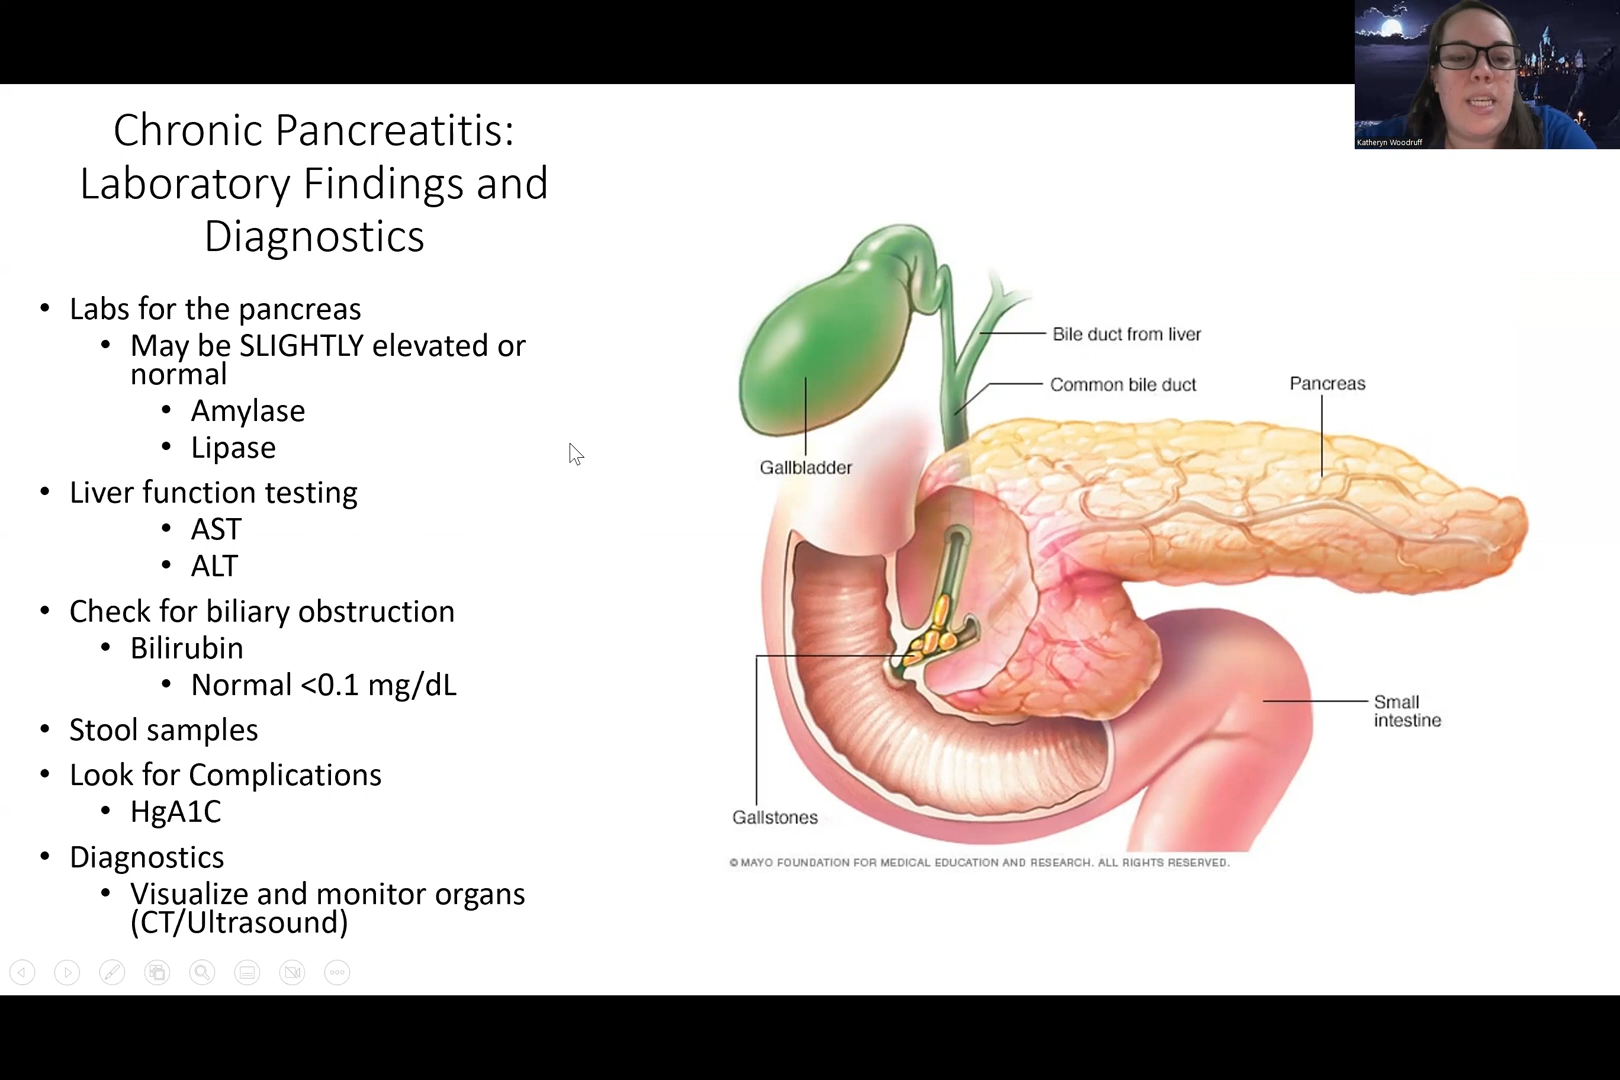 Katheryn Woodruff
Chronic Pancreatitis:
Laboratory Findings and
Diagnostics
• Labs for the pancreas
• May be SLIGHTLY elevated or
normal
• Amylase
• Lipase
• Liver function testing
• AST
• ALT
• Check for biliary obstruction
• Bilirubin
• Normal <0.1 mg/dL
• Stool samples
• Look for Complications
• HgA1C
• Diagnostics
• Visualize and monitor organs
(CT/Ultrasound)
Bile duct from liver
Common bile duct
Pancreas
Gallbladder
Small
intestine
Gallstones
© MAYO FOUNDATION FOR MEDICAL EDUCATION AND RESEARCH. ALL RIGHTS RESERVED.